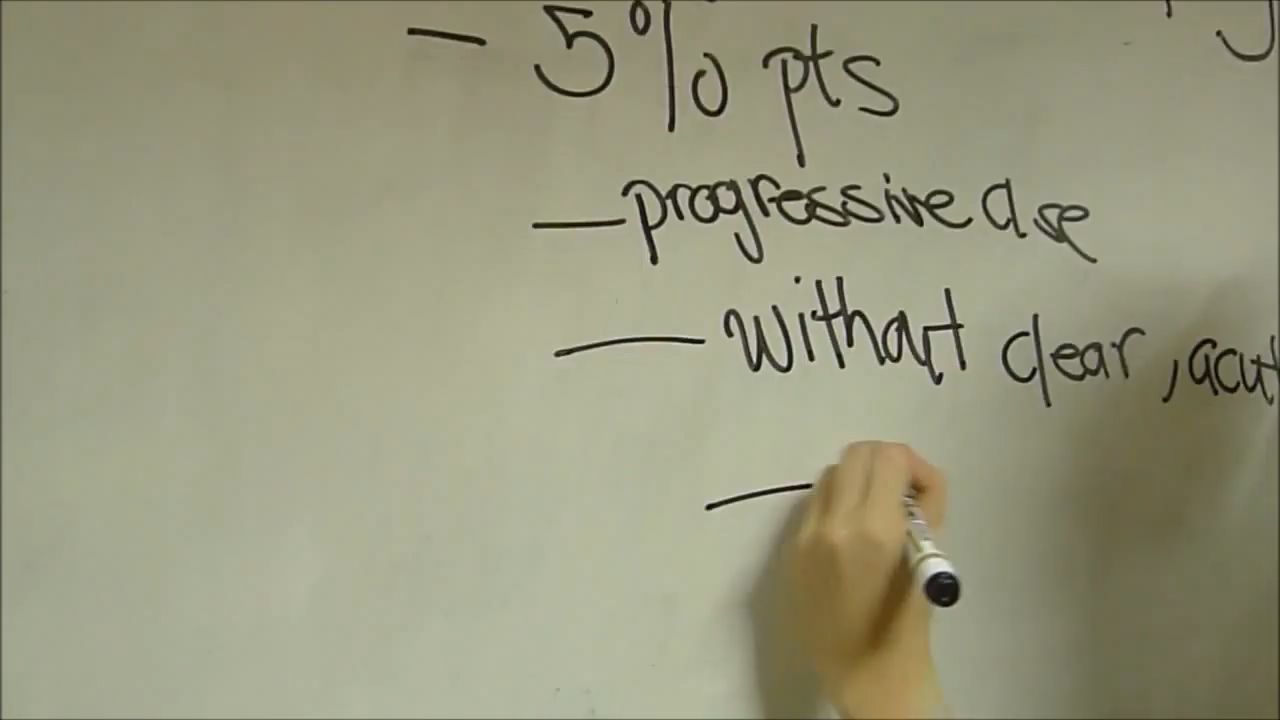 - 5% pts
- progressive dse
- without clear, acut
-